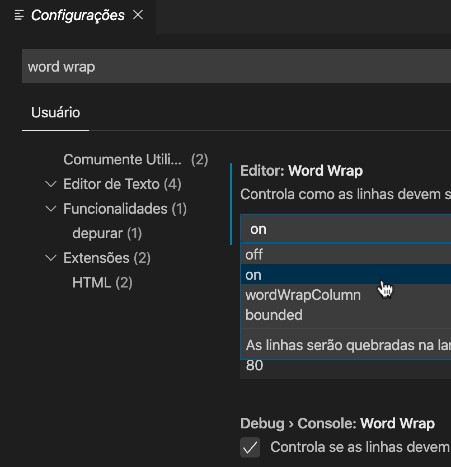 Configurações
word wrap
Usuário
Comumente Utili... (2)
Editor de Texto (4)
Funcionalidades (1)
depurar (1)
Extensões (2)
HTML (2)
Editor: Word Wrap
Controla como as linhas devem s
on
off
on
wordWrapColumn
bounded
As linhas serão quebradas na lar
80
Debug › Console: Word Wrap
Controla se as linhas devem